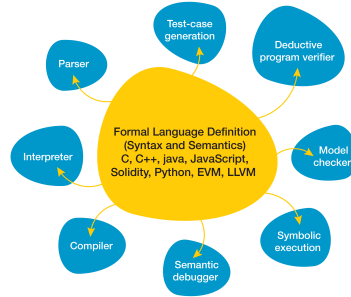 Test-case
generation
Deductive
program verifier
Parser
Formal Language Definition
(Syntax and Semantics)
C, C++, java, JavaScript,
Solidity, Python, EVM, LLVM
Interpreter
Model
checker
Compiler
Symbolic
execution
Semantic
debugger